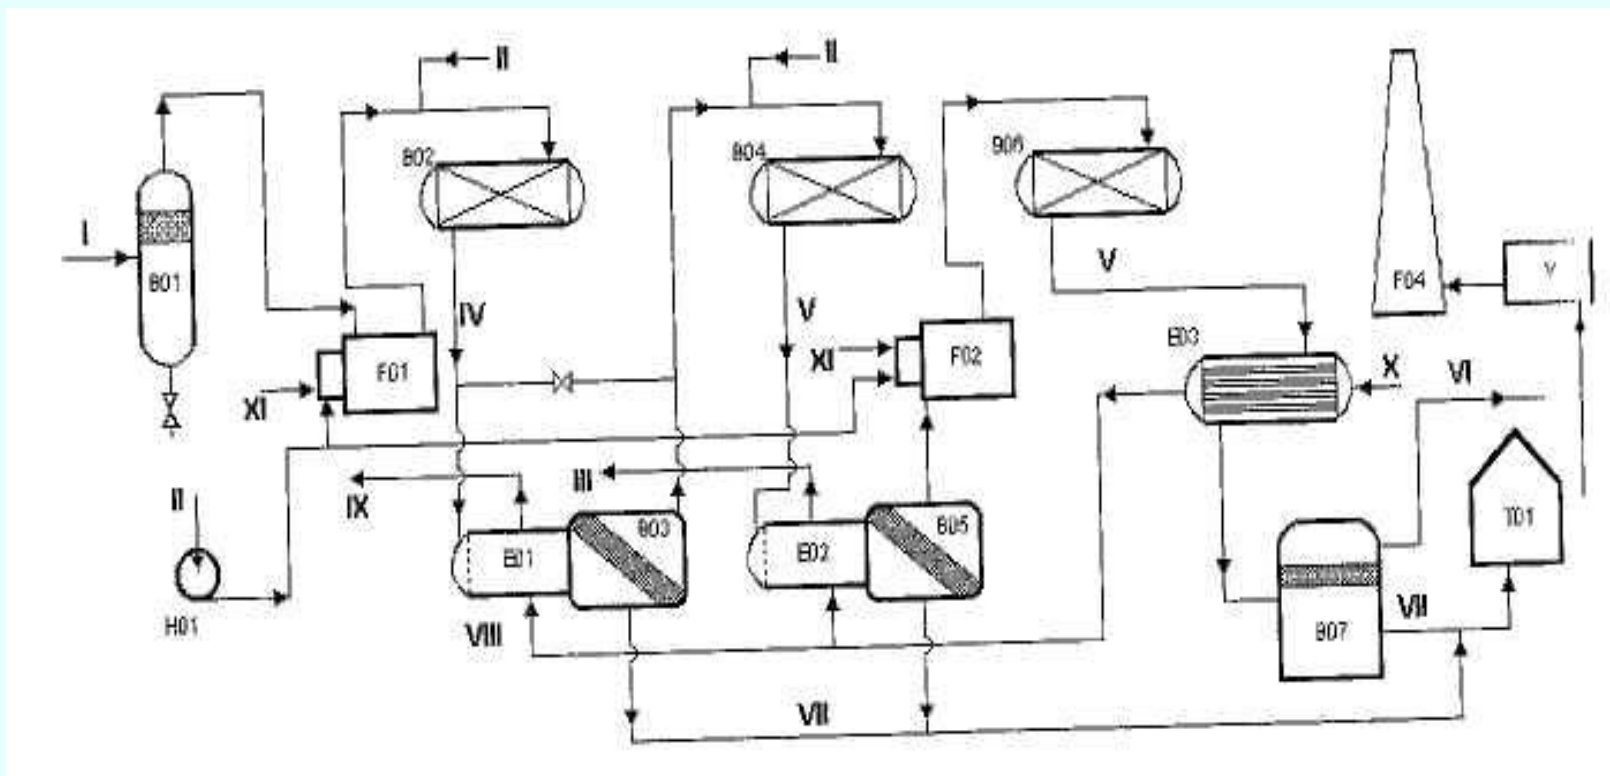 II
II
B02
B04
B06
I
B01
V
Y
F04
IV
V
E03
F02
XI
F01
X
VI
XI
IX
III
II
T01
B03
B05
E01
E02
H01
VIII
VII
B07
VII